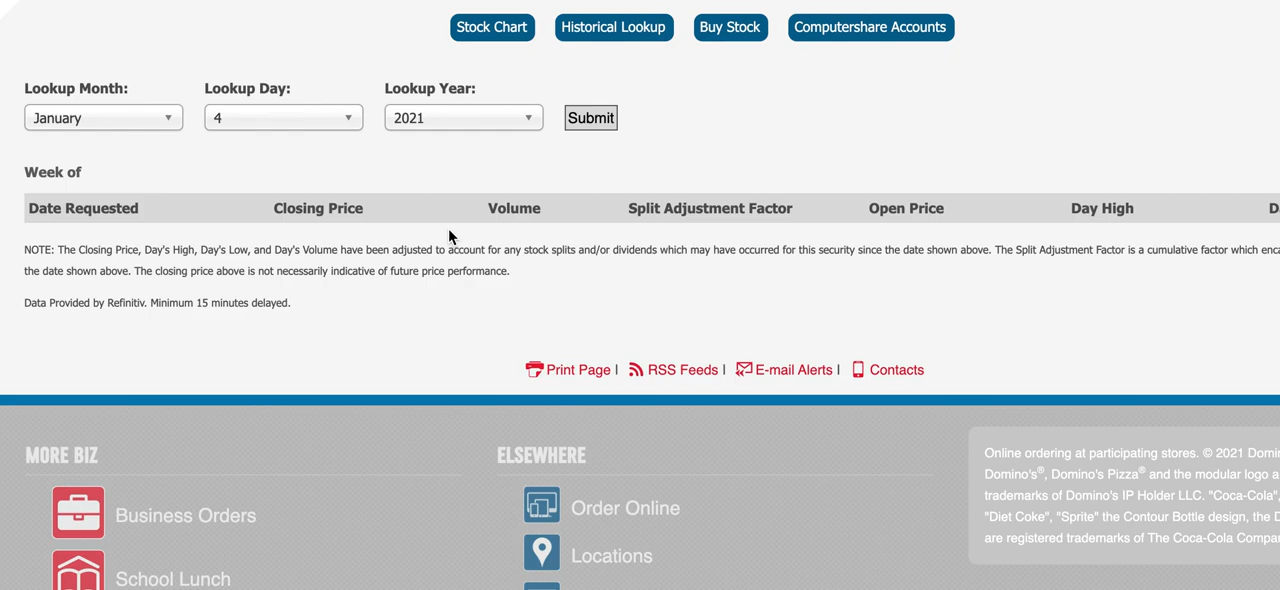 Stock Chart Historical Lookup Buy Stock Computershare Accounts
Lookup Month: Lookup Day: Lookup Year:
January 4 2021 Submit
Week of
Date Requested Closing Price Volume Split Adjustment Factor Open Price Day High
NOTE: The Closing Price, Day's High, Day's Low, and Day's Volume have been adjusted to account for any stock splits and/or dividends which may have occurred for this security since the date shown above. The Split Adjustment Factor is a cumulative factor which
the date shown above. The closing price above is not necessarily indicative of future price performance.
Data Provided by Refinitiv. Minimum 15 minutes delayed.
Print Page | RSS Feeds | E-mail Alerts | Contacts
MORE BIZ
Business Orders
School Lunch
ELSEWHERE
Order Online
Locations
Online ordering at participating stores. © 2021
Domino's®, Domino's Pizza® and the modular logo
trademarks of Domino's IP Holder LLC. "Coca-Cola",
"Diet Coke", "Sprite" the Contour Bottle design, the
are registered trademarks of The Coca-Cola